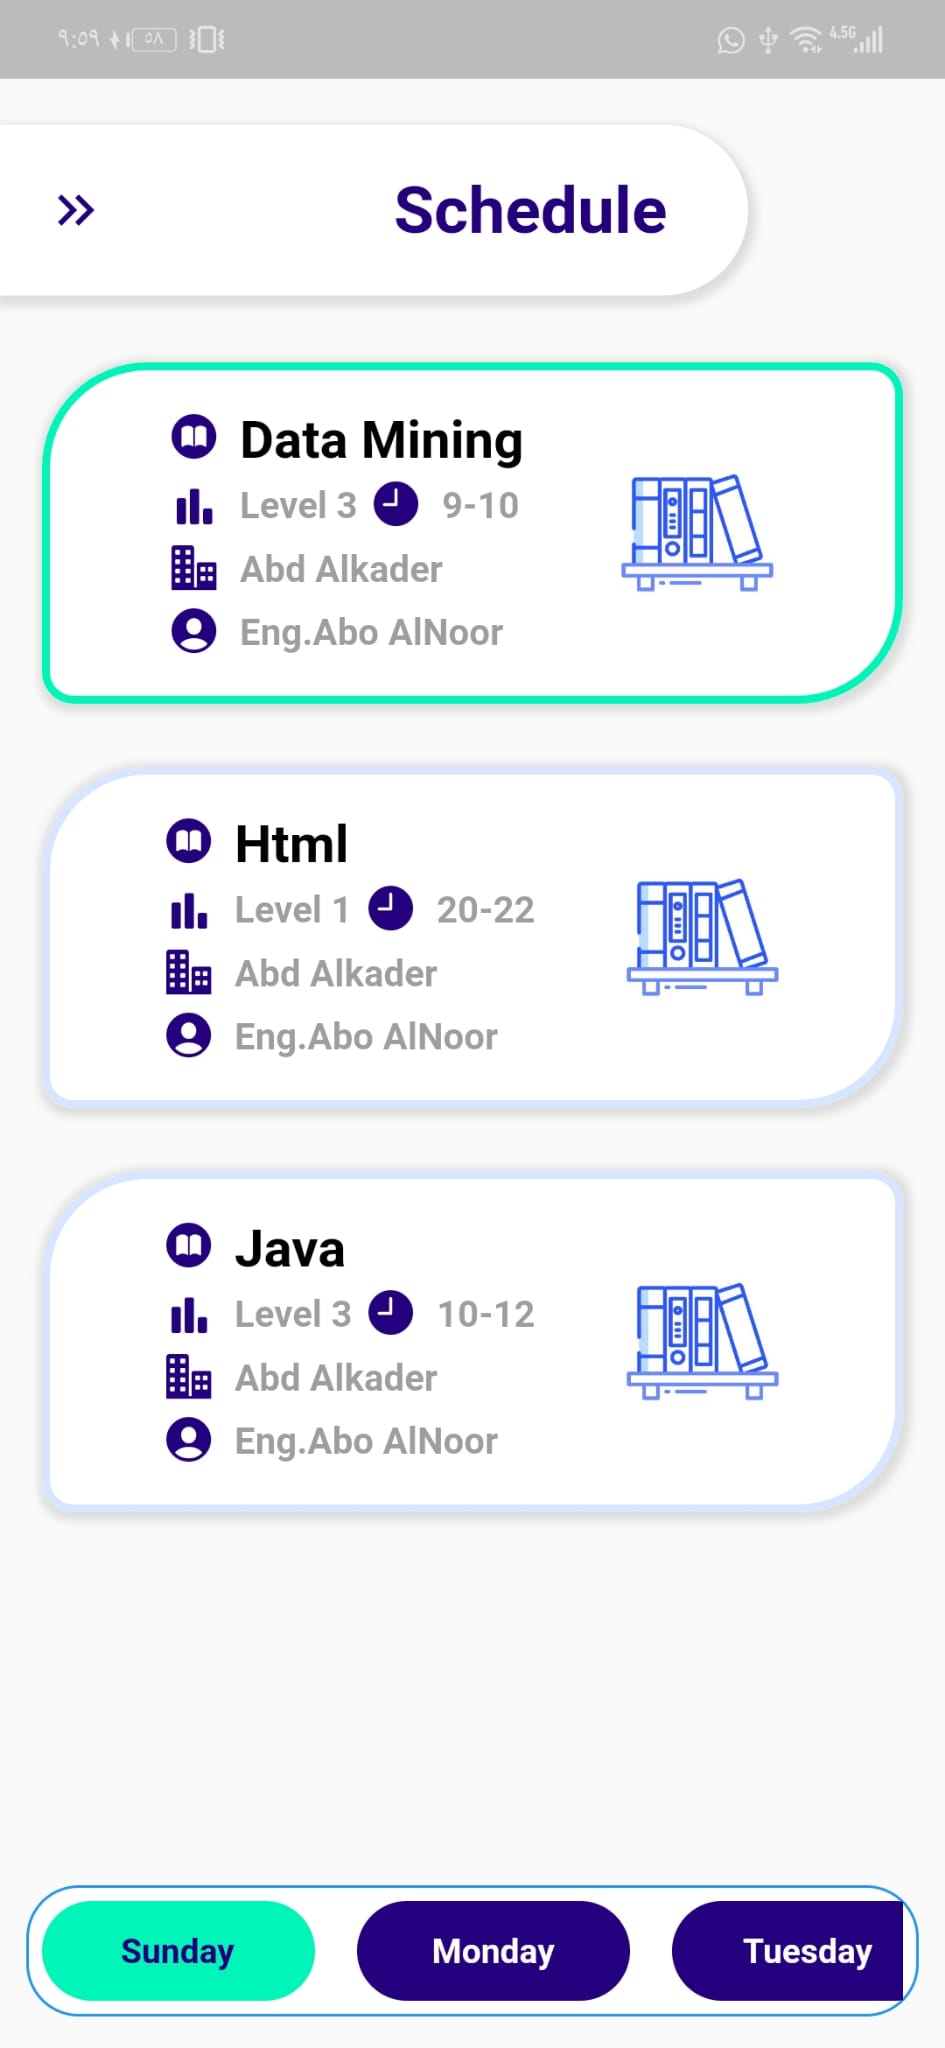 ٩:٥٩ ٥٨ 4.5G
Schedule
Data Mining
Level 3 9-10
Abd Alkader
Eng.Abo AlNoor
Html
Level 1 20-22
Abd Alkader
Eng.Abo AlNoor
Java
Level 3 10-12
Abd Alkader
Eng.Abo AlNoor
Sunday Monday Tuesday